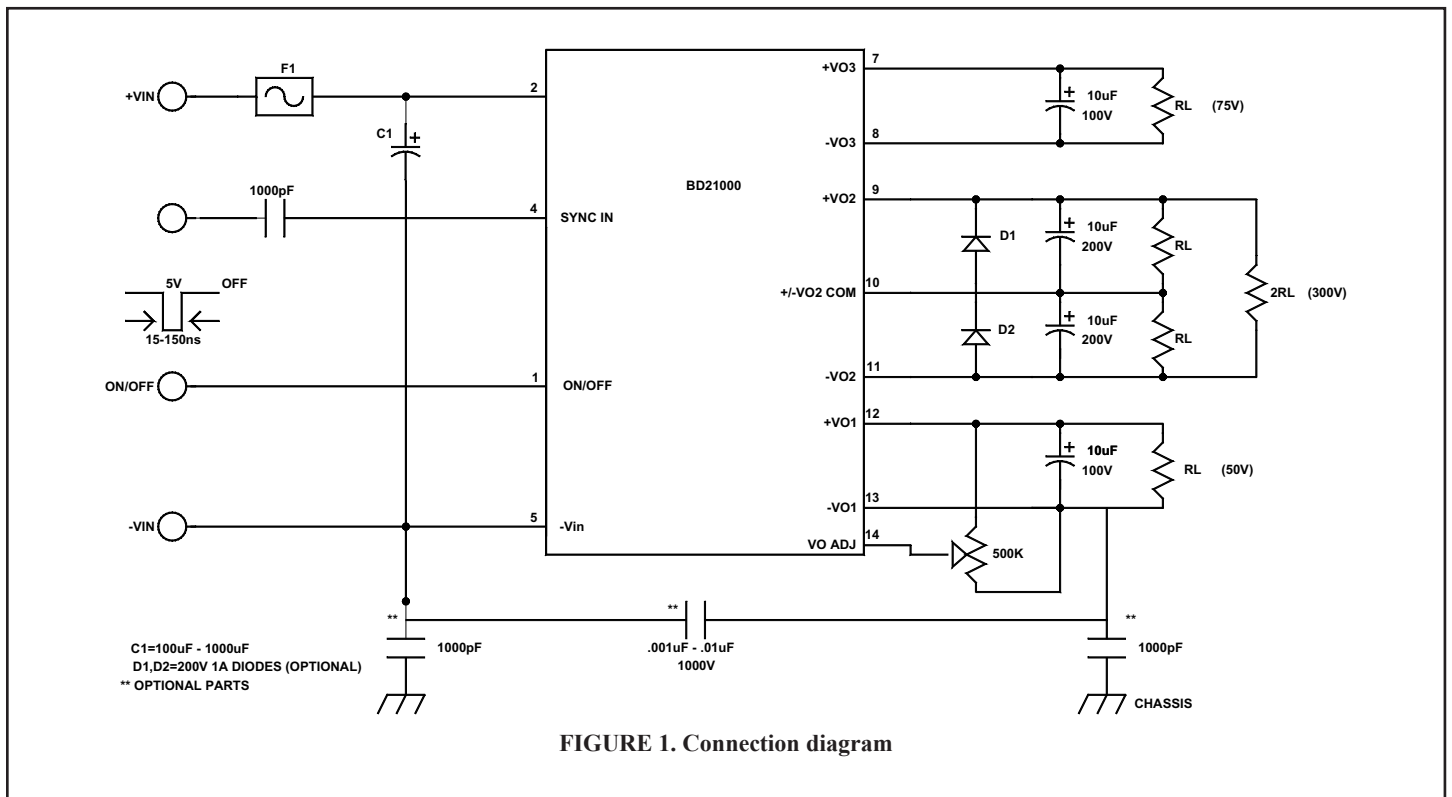 F1
+VIN
2
C1
+
1000pF
4
SYNC IN
5V
OFF
15-150ns
ON/OFF
1
ON/OFF
-VIN
5
-Vin
BD21000
+VO3
7
+
10uF
100V
RL
(75V)
-VO3
8
+VO2
9
D1
+
10uF
200V
RL
+/-VO2 COM
10
2RL
(300V)
D2
+
10uF
200V
RL
-VO2
11
+VO1
12
+
10uF
100V
RL
(50V)
-VO1
13
VO ADJ
14
500K
**
1000pF
**
.001uF - .01uF
1000V
**
1000pF
CHASSIS
C1=100uF - 1000uF
D1,D2=200V 1A DIODES (OPTIONAL)
** OPTIONAL PARTS
FIGURE 1. Connection diagram